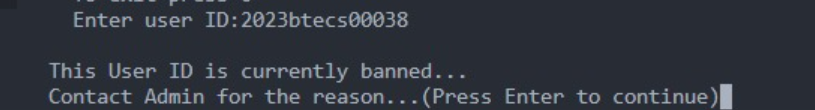 Enter user ID:2023btecs00038
This User ID is currently banned...
Contact Admin for the reason...(Press Enter to continue)